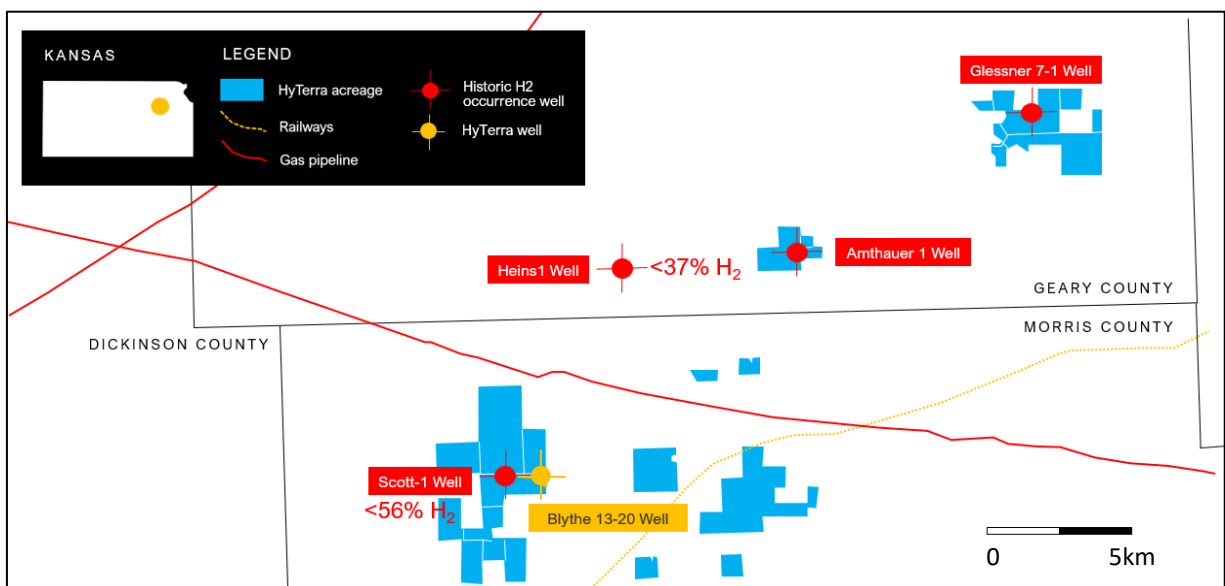 KANSAS
LEGEND
HyTerra acreage
Railways
Gas pipeline
Historic H2
occurrence well
HyTerra well
Glessner 7-1 Well
Amthauer 1 Well
Heins1 Well
<37% H₂
GEARY COUNTY
MORRIS COUNTY
DICKINSON COUNTY
Scott-1 Well
<56% H₂
Blythe 13-20 Well
0
5km